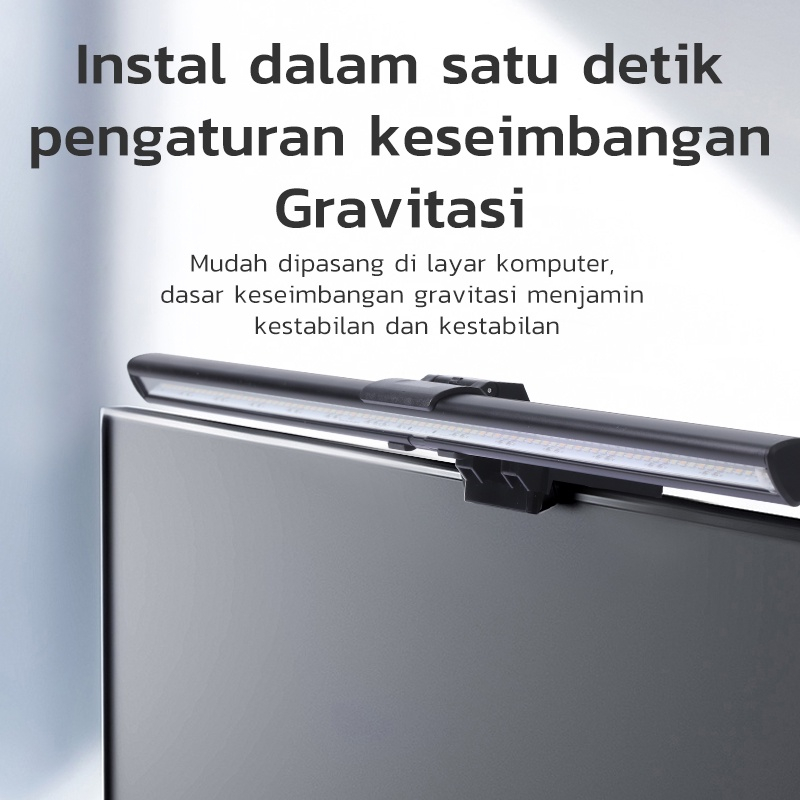 Instal dalam satu detik
pengaturan keseimbangan
Gravitasi
Mudah dipasang di layar komputer,
dasar keseimbangan gravitasi menjamin
kestabilan dan kestabilan